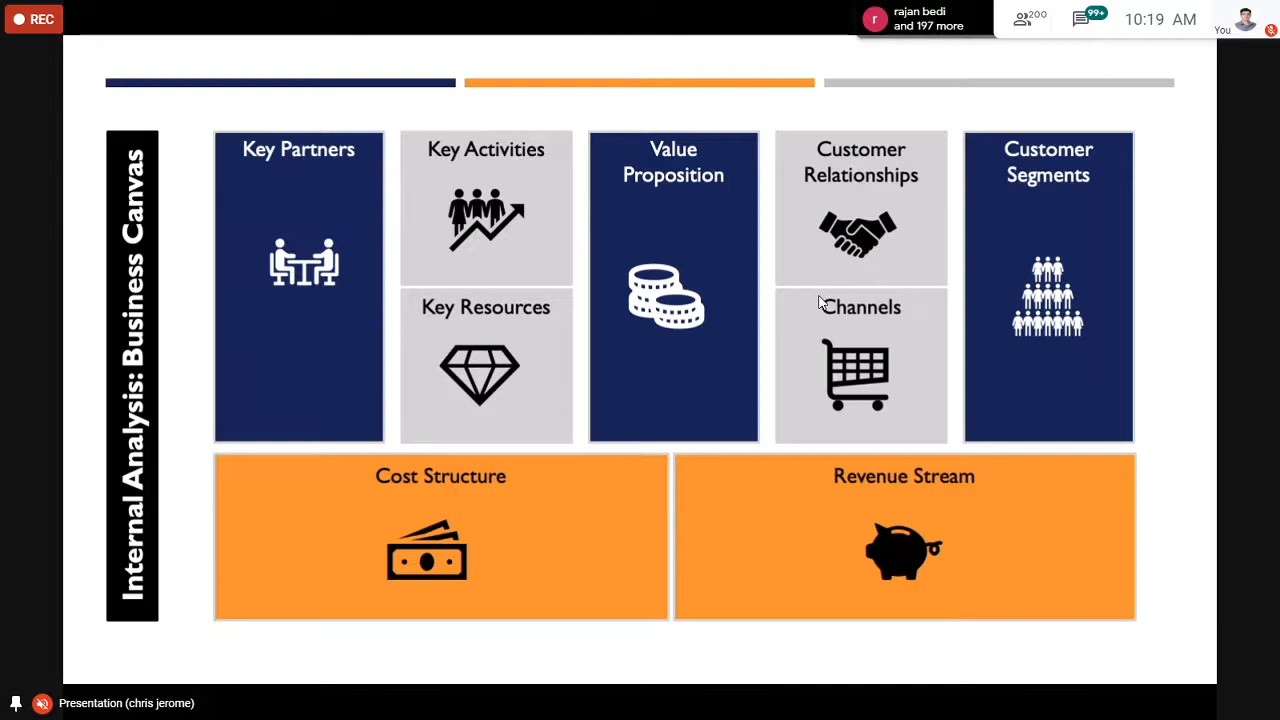 REC
rajan bedi
and 197 more
200
99+
10:19 AM
You
r
Internal Analysis: Business Canvas
Key Partners
Key Activities
Key Resources
Value
Proposition
Customer
Relationships
Channels
Customer
Segments
Cost Structure
Revenue Stream
Presentation (chris jerome)